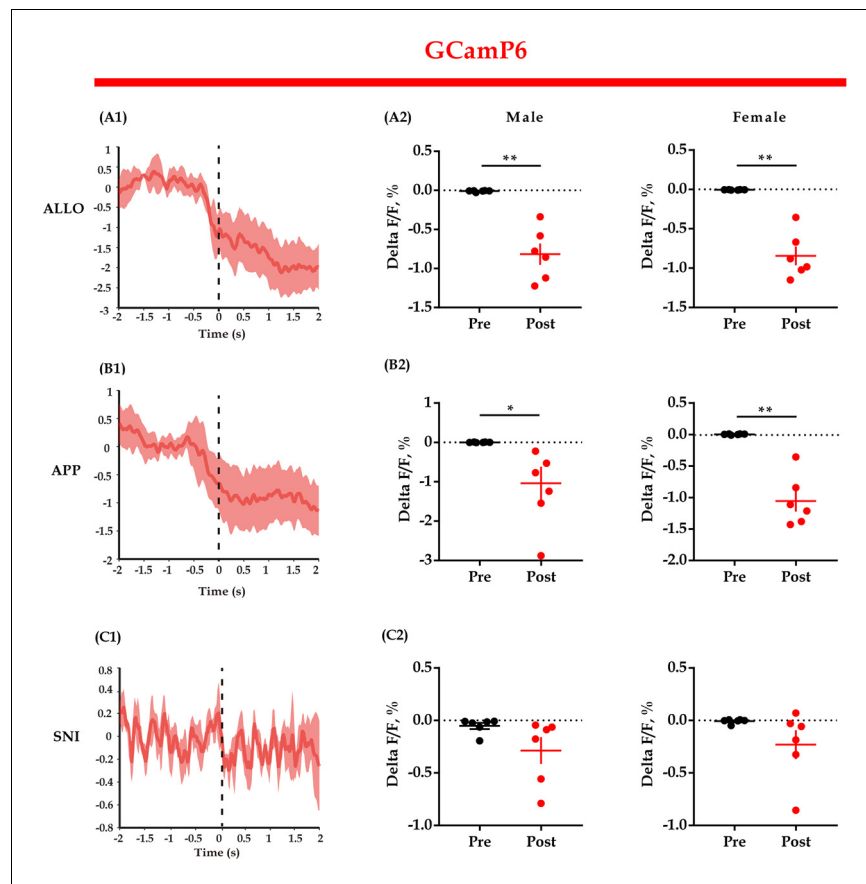 GCamP6
(A1)
(A2)
Male
Female
ALLO
1
0.5
0
-0.5
-1
-1.5
-2
-2.5
-3
-2 -1.5 -1 -0.5 0 0.5 1 1.5 2
Time (s)
Delta F/F, %
0.5
0.0
-0.5
-1.0
-1.5
**
Pre Post
Delta F/F, %
0.5
0.0
-0.5
-1.0
-1.5
**
Pre Post
(B1)
(B2)
APP
1
0.5
0
-0.5
-1
-1.5
-2
-2 -1.5 -1 -0.5 0 0.5 1 1.5 2
Time (s)
Delta F/F, %
1
0
-1
-2
-3
*
Pre Post
Delta F/F, %
0.5
0.0
-0.5
-1.0
-1.5
-2.0
**
Pre Post
(C1)
(C2)
SNI
0.8
0.6
0.4
0.2
0
-0.2
-0.4
-0.6
-0.8
-2 -1.5 -1 -0.5 0 0.5 1 1.5 2
Time (s)
Delta F/F, %
0.5
0.0
-0.5
-1.0
Pre Post
Delta F/F, %
0.5
0.0
-0.5
-1.0
Pre Post